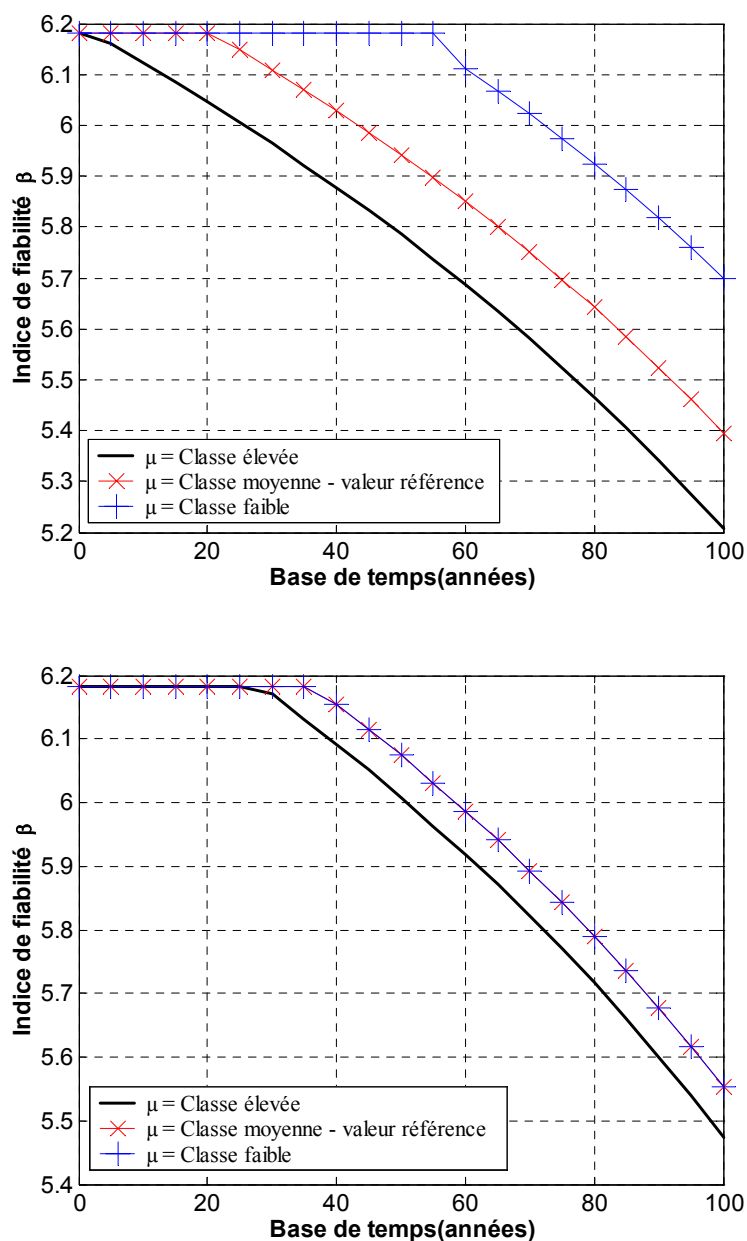 6.2
6.1
6
5.9
5.8
5.7
5.6
5.5
5.4
5.3
5.2
Indice de fiabilité β
μ = Classe élevée
μ = Classe moyenne - valeur référence
μ = Classe faible
0 20 40 60 80 100
Base de temps(années)
6.2
6.1
6
5.9
5.8
5.7
5.6
5.5
5.4
Indice de fiabilité β
μ = Classe élevée
μ = Classe moyenne - valeur référence
μ = Classe faible
0 20 40 60 80 100
Base de temps(années)